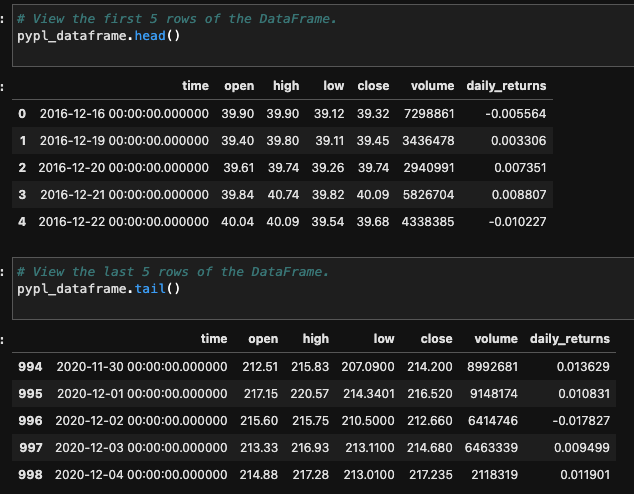 :
# View the first 5 rows of the DataFrame.
pypl_dataframe.head()
:
time open high low close volume daily_returns
0 2016-12-16 00:00:00.000000 39.90 39.90 39.12 39.32 7298861 -0.005564
1 2016-12-19 00:00:00.000000 39.40 39.80 39.11 39.45 3436478 0.003306
2 2016-12-20 00:00:00.000000 39.61 39.74 39.26 39.74 2940991 0.007351
3 2016-12-21 00:00:00.000000 39.84 40.74 39.82 40.09 5826704 0.008807
4 2016-12-22 00:00:00.000000 40.04 40.09 39.54 39.68 4338385 -0.010227
:
# View the last 5 rows of the DataFrame.
pypl_dataframe.tail()
:
time open high low close volume daily_returns
994 2020-11-30 00:00:00.000000 212.51 215.83 207.0900 214.200 8992681 0.013629
995 2020-12-01 00:00:00.000000 217.15 220.57 214.3401 216.520 9148174 0.010831
996 2020-12-02 00:00:00.000000 215.60 215.75 210.5000 212.660 6414746 -0.017827
997 2020-12-03 00:00:00.000000 213.33 216.93 213.1100 214.680 6463339 0.009499
998 2020-12-04 00:00:00.000000 214.88 217.28 213.0100 217.235 2118319 0.011901